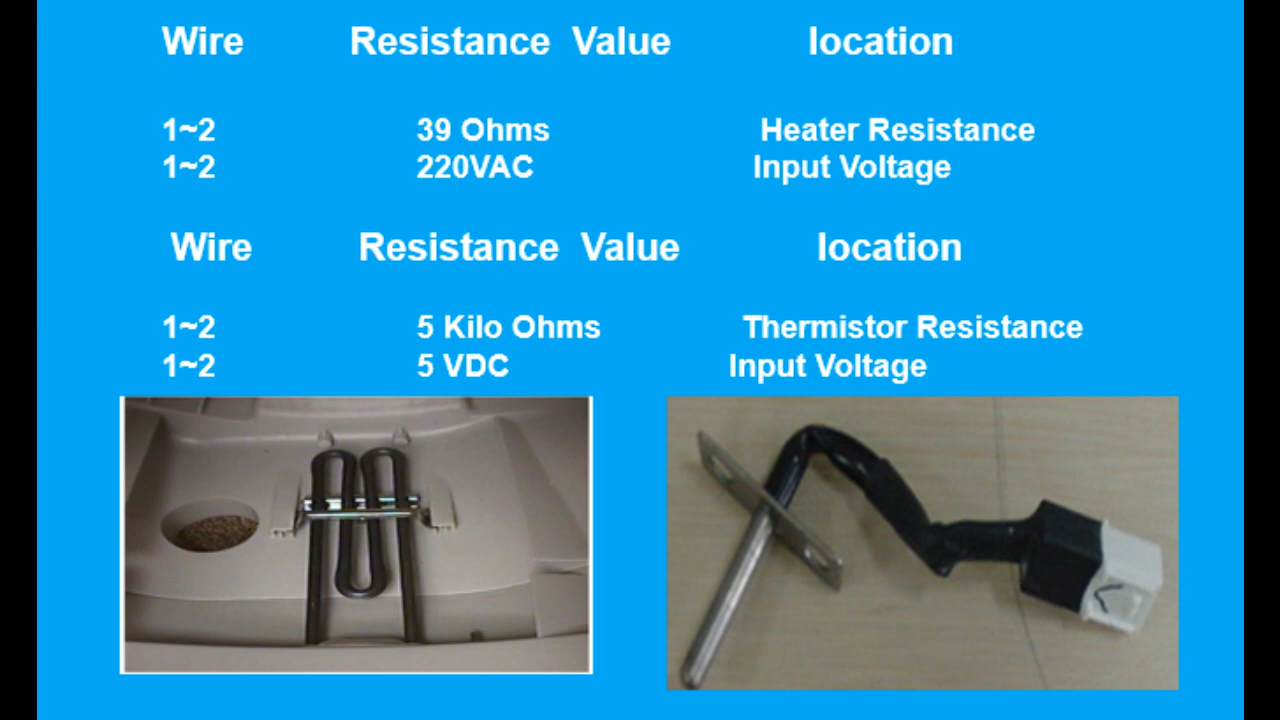 Wire Resistance Value location
1~2 39 Ohms Heater Resistance
1~2 220VAC Input Voltage
Wire Resistance Value location
1~2 5 Kilo Ohms Thermistor Resistance
1~2 5 VDC Input Voltage